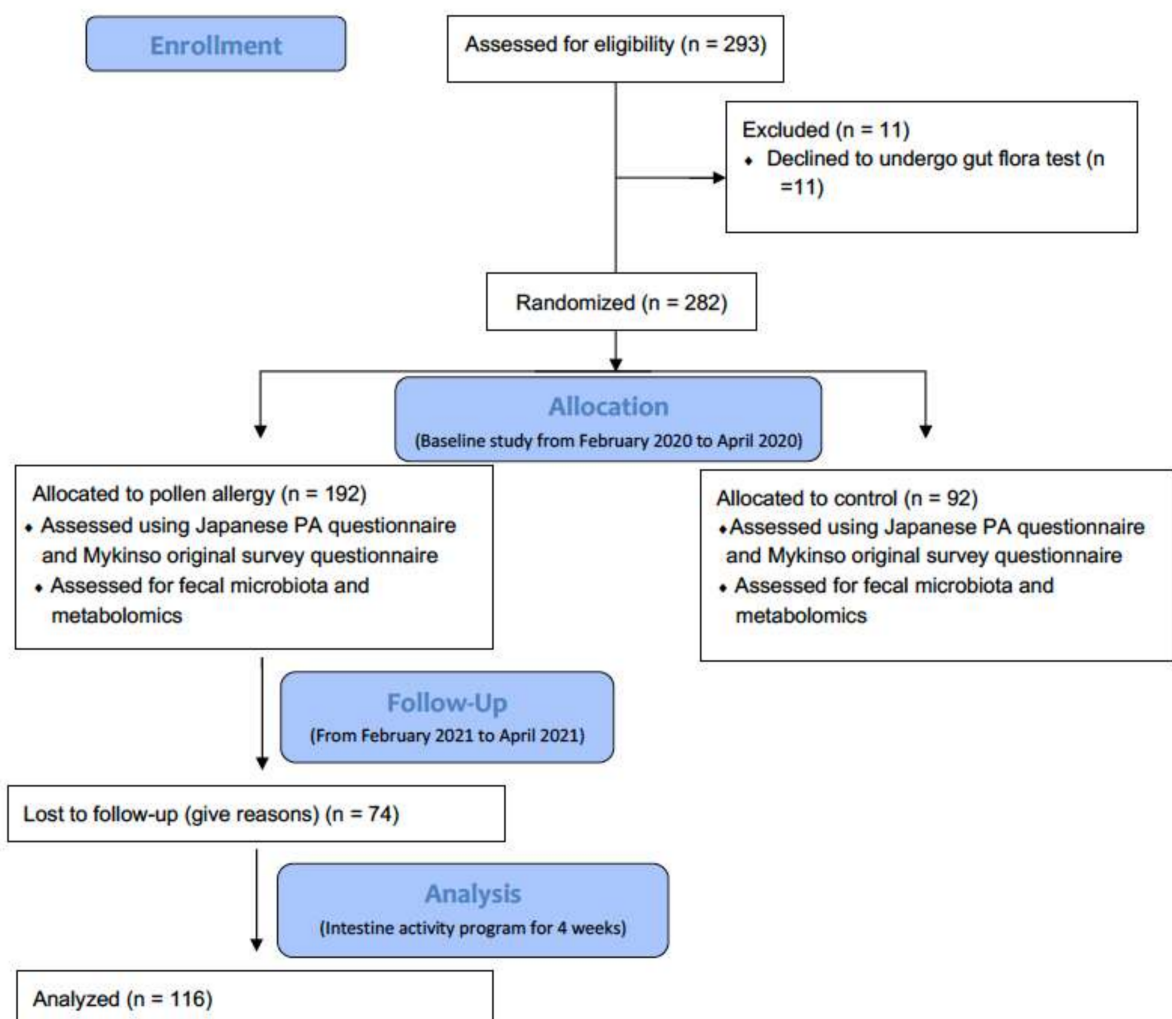 Enrollment
Assessed for eligibility (n = 293)
Excluded (n = 11)
⬧ Declined to undergo gut flora test (n
=11)
Randomized (n = 282)
Allocation
(Baseline study from February 2020 to April 2020)
Allocated to pollen allergy (n = 192)
⬧ Assessed using Japanese PA questionnaire
and Mykinso original survey questionnaire
⬧ Assessed for fecal microbiota and
metabolomics
Allocated to control (n = 92)
⬧Assessed using Japanese PA questionnaire
and Mykinso original survey questionnaire
⬧ Assessed for fecal microbiota and
metabolomics
Follow-Up
(From February 2021 to April 2021)
Lost to follow-up (give reasons) (n = 74)
Analysis
(Intestine activity program for 4 weeks)
Analyzed (n = 116)